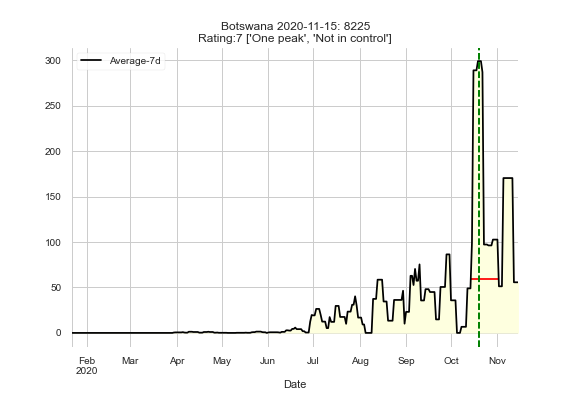 Botswana 2020-11-15: 8225
Rating:7 ['One peak', 'Not in control']
Average-7d
300
250
200
150
100
50
0
Feb Mar Apr May Jun Jul Aug Sep Oct Nov
2020
Date